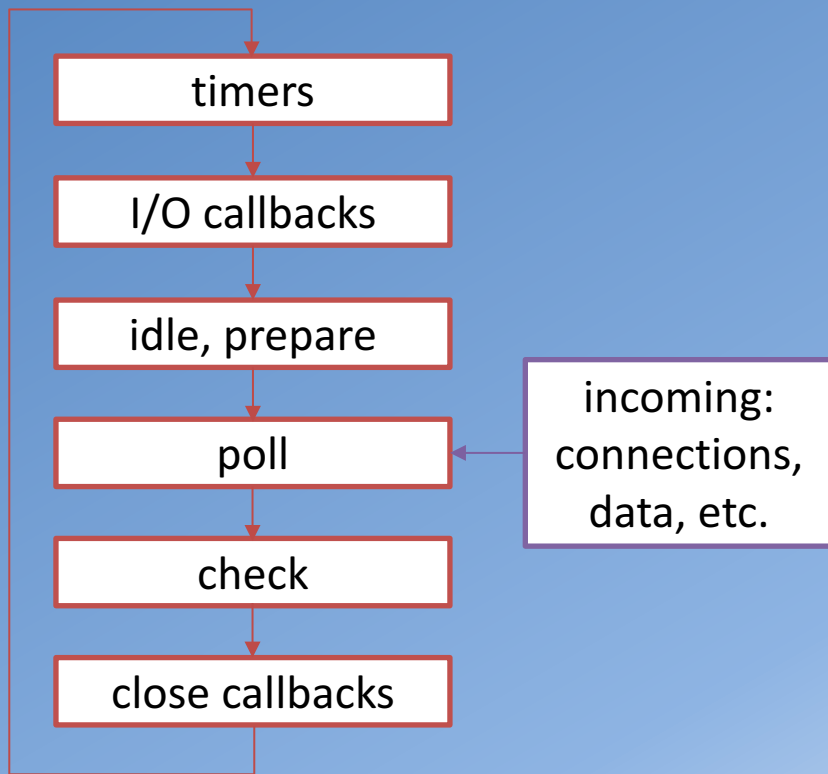 timers
I/O callbacks
idle, prepare
poll
incoming:
connections,
data, etc.
check
close callbacks